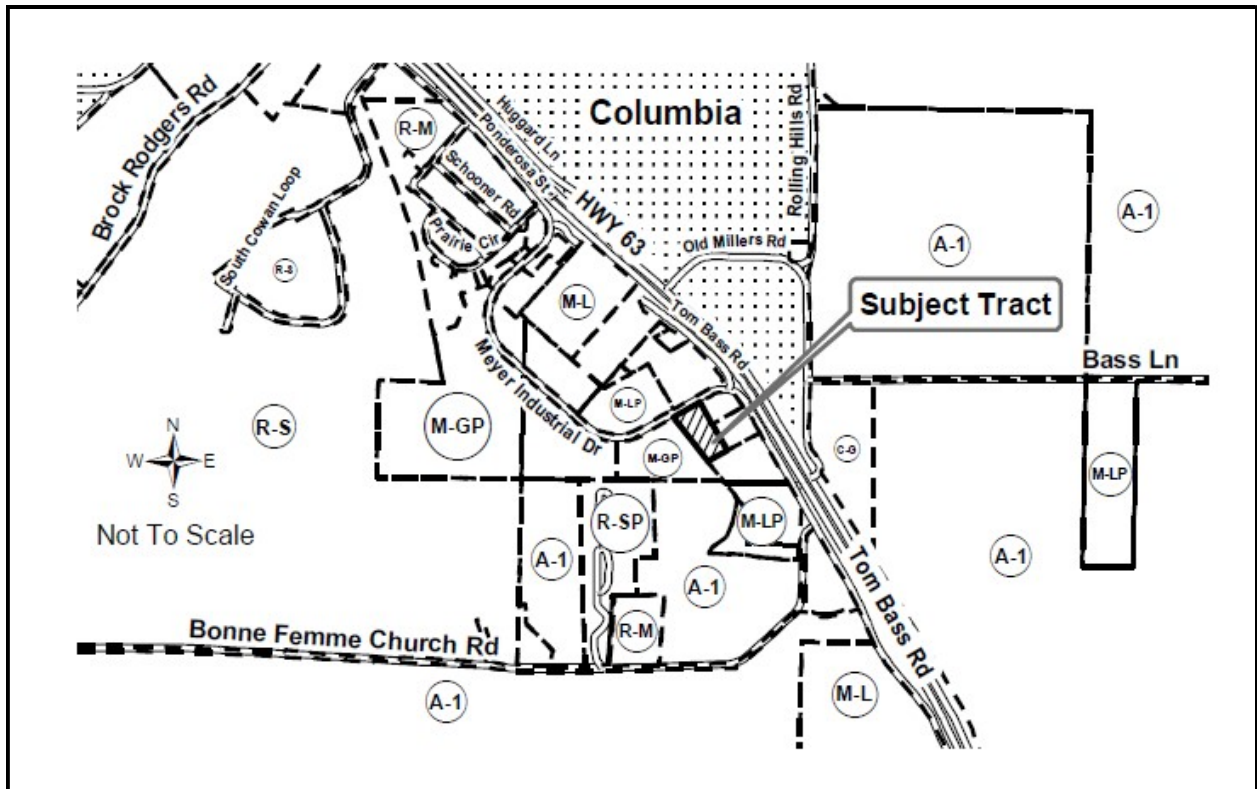 Columbia
Huggard Ln
Ponderosa St
HWY 63
Rolling Hills Rd
Brock Rodgers Rd
R-M
Schooner Rd
Prairie Cir
South Cowan Loop
R-S
Old Millers Rd
A-1
A-1
M-L
Tom Bass Rd
Subject Tract
Bass Ln
Meyer Industrial Dr
M-LP
R-S
M-GP
M-GP
C-G
M-LP
N
W
E
S
Not To Scale
R-SP
M-LP
A-1
A-1
A-1
R-M
Tom Bass Rd
Bonne Femme Church Rd
A-1
M-L